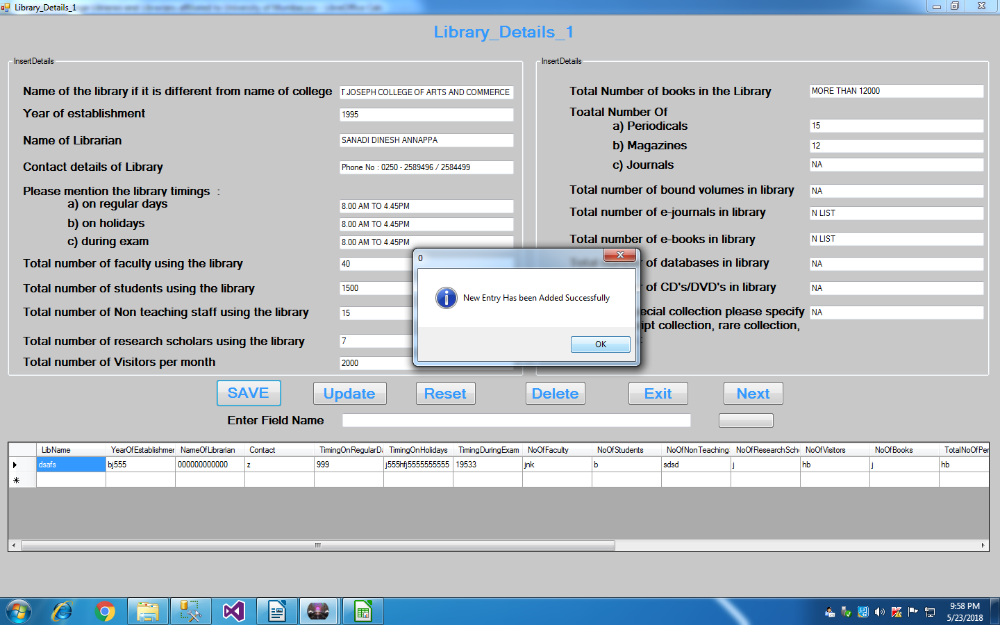 Library_Details_1
Library_Details_1
InsertDetails
Name of the library if it is different from name of college
T.JOSEPH COLLEGE OF ARTS AND COMMERCE
Year of establishment
1995
Name of Librarian
SANADI DINESH ANNAPPA
Contact details of Library
Phone No : 0250 - 2589496 / 2584499
Please mention the library timings :
a) on regular days
8.00 AM TO 4.45PM
b) on holidays
8.00 AM TO 4.45PM
c) during exam
8.00 AM TO 4.45PM
Total number of faculty using the library
40
Total number of students using the library
1500
Total number of Non teaching staff using the library
15
Total number of research scholars using the library
7
Total number of Visitors per month
2000
InsertDetails
Total Number of books in the Library
MORE THAN 12000
Toatal Number Of
a) Periodicals
15
b) Magazines
12
c) Journals
NA
Total number of bound volumes in library
NA
Total number of e-journals in library
N LIST
Total number of e-books in library
N LIST
of databases in library
NA
of CD's/DVD's in library
NA
ecial collection please specify
NA
ipt collection, rare collection,
0
New Entry Has been Added Successfully
OK
SAVE Update Reset Delete Exit Next
Enter Field Name
LibName YearOfEstablishmer NameOfLibrarian Contact TimingOnRegularDa TimingOnHolidays TimingDuringExam NoOfFaculty NoOfStudents NoOfNonTeaching NoOfResearchScho NoOfVisitors NoOfBooks TotalNoOfPer
dsafs bj555 000000000000 z 999 j555hfj5555555555 19533 jnk b sdsd j hb j hb
9:58 PM
5/23/2018